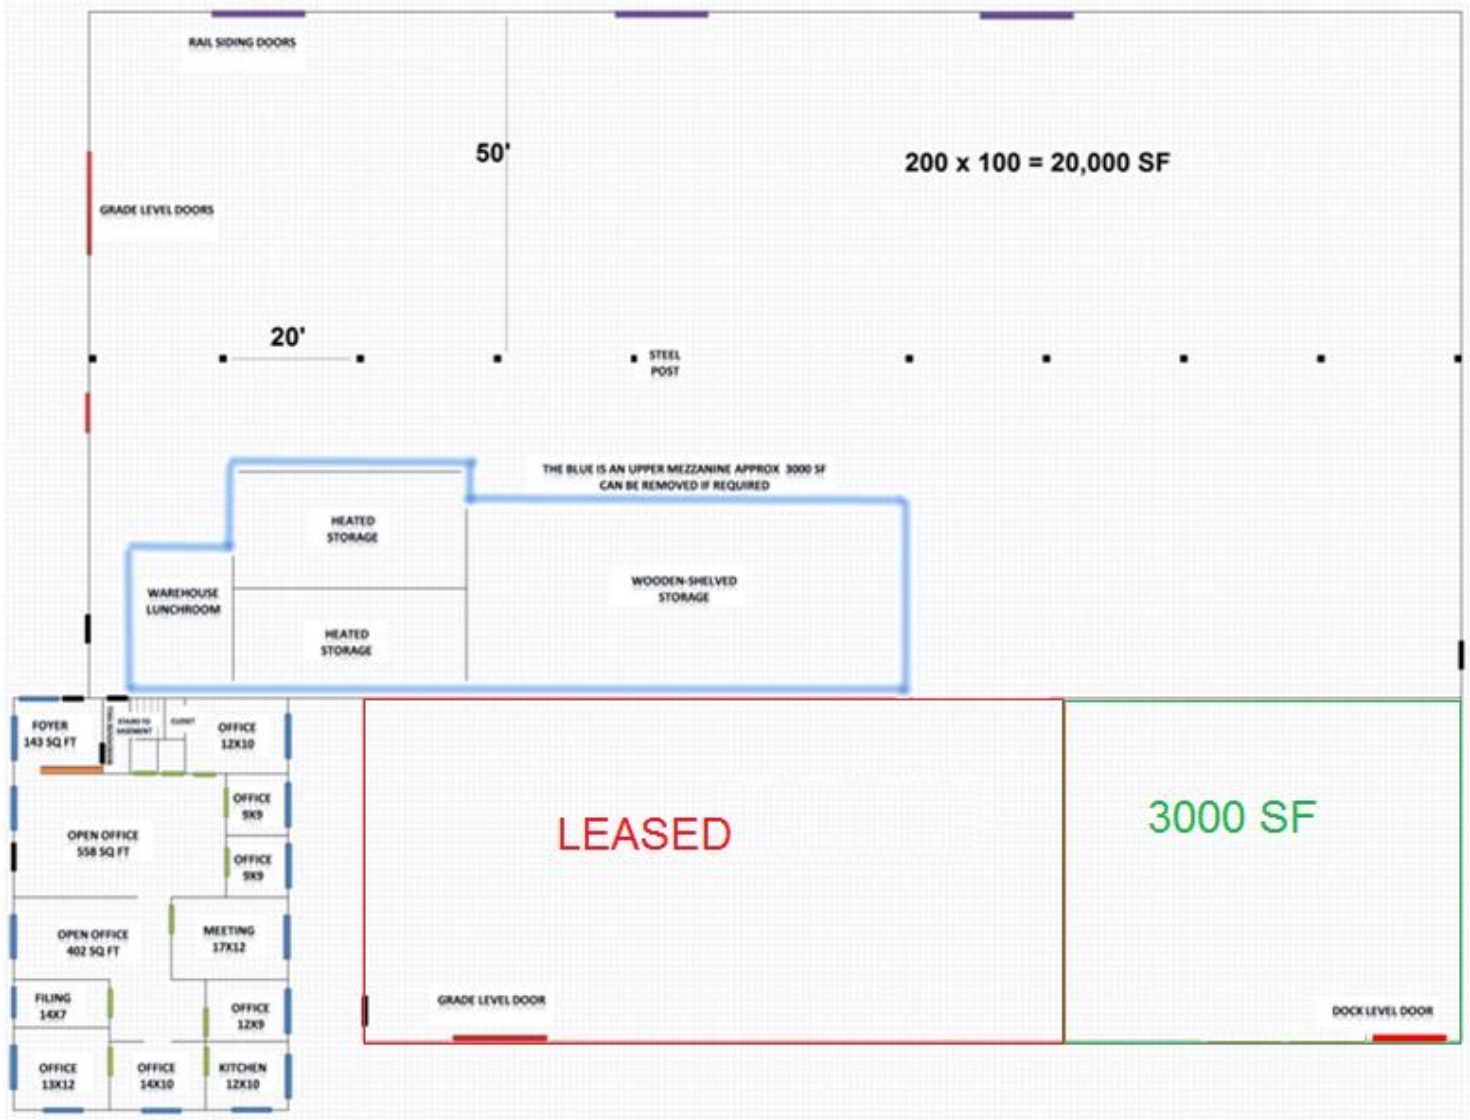 RAIL SIDING DOORS
50'
200 x 100 = 20,000 SF
GRADE LEVEL DOORS
20'
STEEL
POST
THE BLUE IS AN UPPER MEZZANINE APPROX 3000 SF
CAN BE REMOVED IF REQUIRED
HEATED
STORAGE
WAREHOUSE
LUNCHROOM
WOODEN-SHELVED
STORAGE
HEATED
STORAGE
FOYER
143 SQ FT
STAIRS TO
BASEMENT
CLOSET
OFFICE
12X10
OFFICE
9X9
OPEN OFFICE
558 SQ FT
OFFICE
9X9
LEASED
3000 SF
OPEN OFFICE
402 SQ FT
MEETING
17X12
FILING
14X7
OFFICE
12X9
GRADE LEVEL DOOR
DOCK LEVEL DOOR
OFFICE
13X12
OFFICE
14X10
KITCHEN
12X10